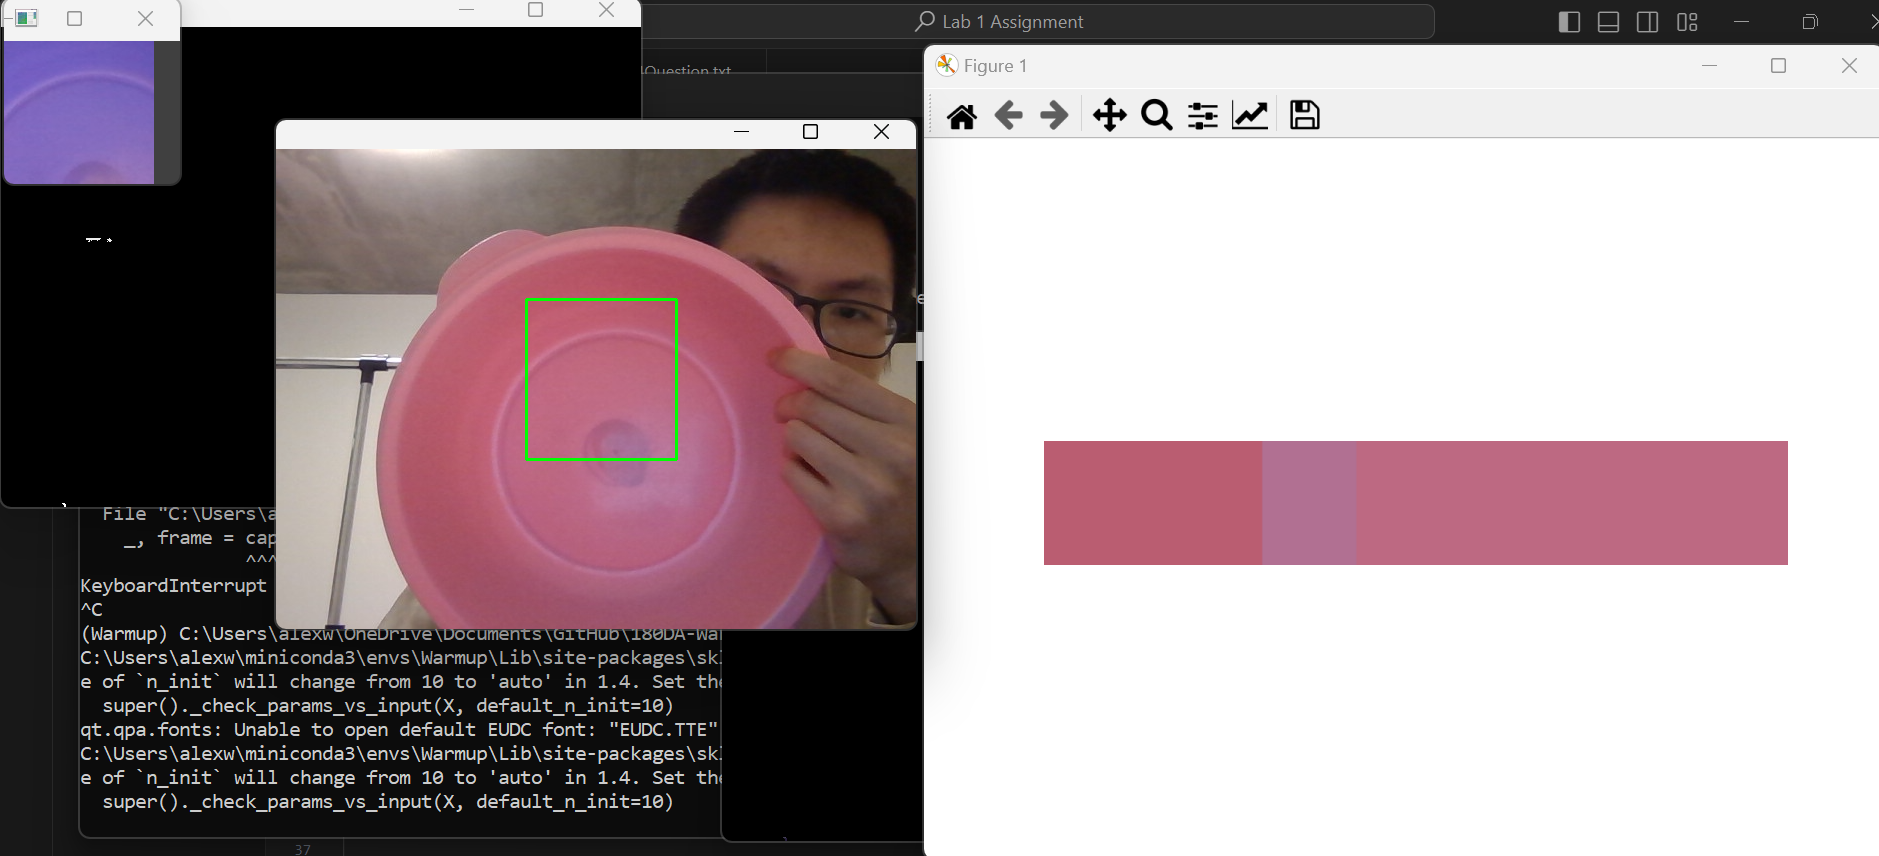 Lab 1 Assignment
Question.txt
Figure 1
File "C:\Users\a
_, frame = cap
^^^
KeyboardInterrupt
^C
(Warmup) C:\Users\alexw\OneDrive\Documents\GitHub\180DA-Wa
C:\Users\alexw\miniconda3\envs\Warmup\Lib\site-packages\sk
e of `n_init` will change from 10 to 'auto' in 1.4. Set the
super()._check_params_vs_input(X, default_n_init=10)
qt.qpa.fonts: Unable to open default EUDC font: "EUDC.TTE"
C:\Users\alexw\miniconda3\envs\Warmup\Lib\site-packages\sk
e of `n_init` will change from 10 to 'auto' in 1.4. Set the
super()._check_params_vs_input(X, default_n_init=10)
37